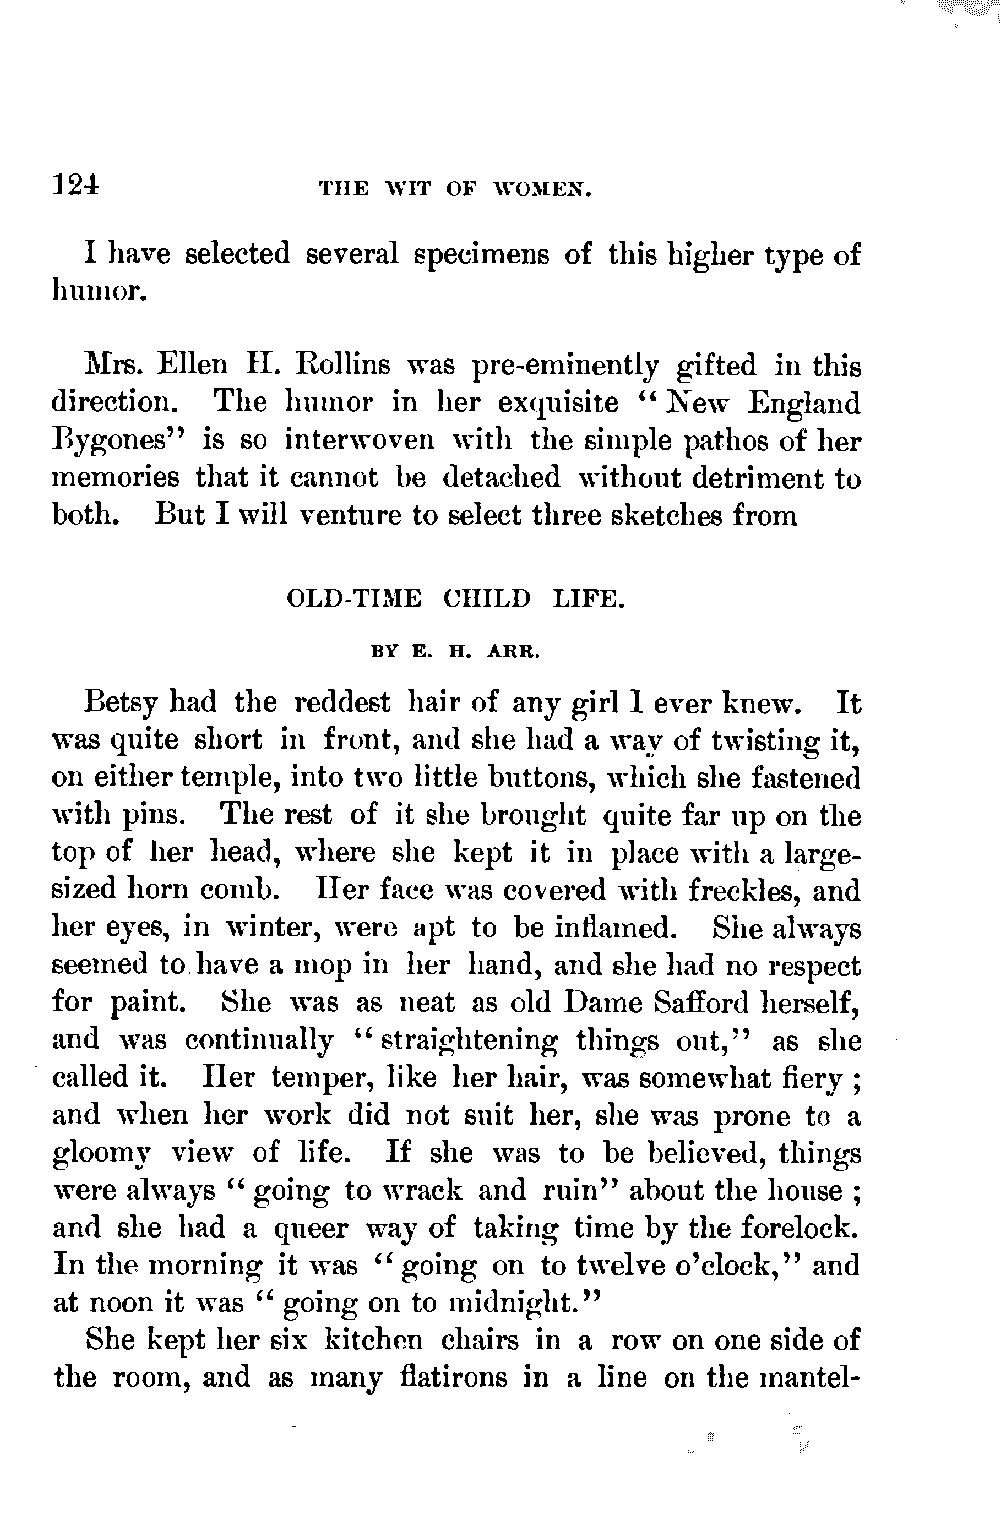 124 THE WIT OF WOMEN.
I have selected several specimens of this higher type of
humor.
Mrs. Ellen H. Rollins was pre-eminently gifted in this
direction. The humor in her exquisite “ New England
Bygones” is so interwoven with the simple pathos of her
memories that it cannot be detached without detriment to
both. But I will venture to select three sketches from
OLD-TIME CHILD LIFE.
BY E. H. ARR.
Betsy had the reddest hair of any girl I ever knew. It
was quite short in front, and she had a way of twisting it,
on either temple, into two little buttons, which she fastened
with pins. The rest of it she brought quite far up on the
top of her head, where she kept it in place with a large-
sized horn comb. Her face was covered with freckles, and
her eyes, in winter, were apt to be inflamed. She always
seemed to have a mop in her hand, and she had no respect
for paint. She was as neat as old Dame Safford herself,
and was continually “ straightening things out,” as she
called it. Her temper, like her hair, was somewhat fiery ;
and when her work did not suit her, she was prone to a
gloomy view of life. If she was to be believed, things
were always “ going to wrack and ruin” about the house ;
and she had a queer way of taking time by the forelock.
In the morning it was “ going on to twelve o’clock,” and
at noon it was “ going on to midnight.”
She kept her six kitchen chairs in a row on one side of
the room, and as many flatirons in a line on the mantel-